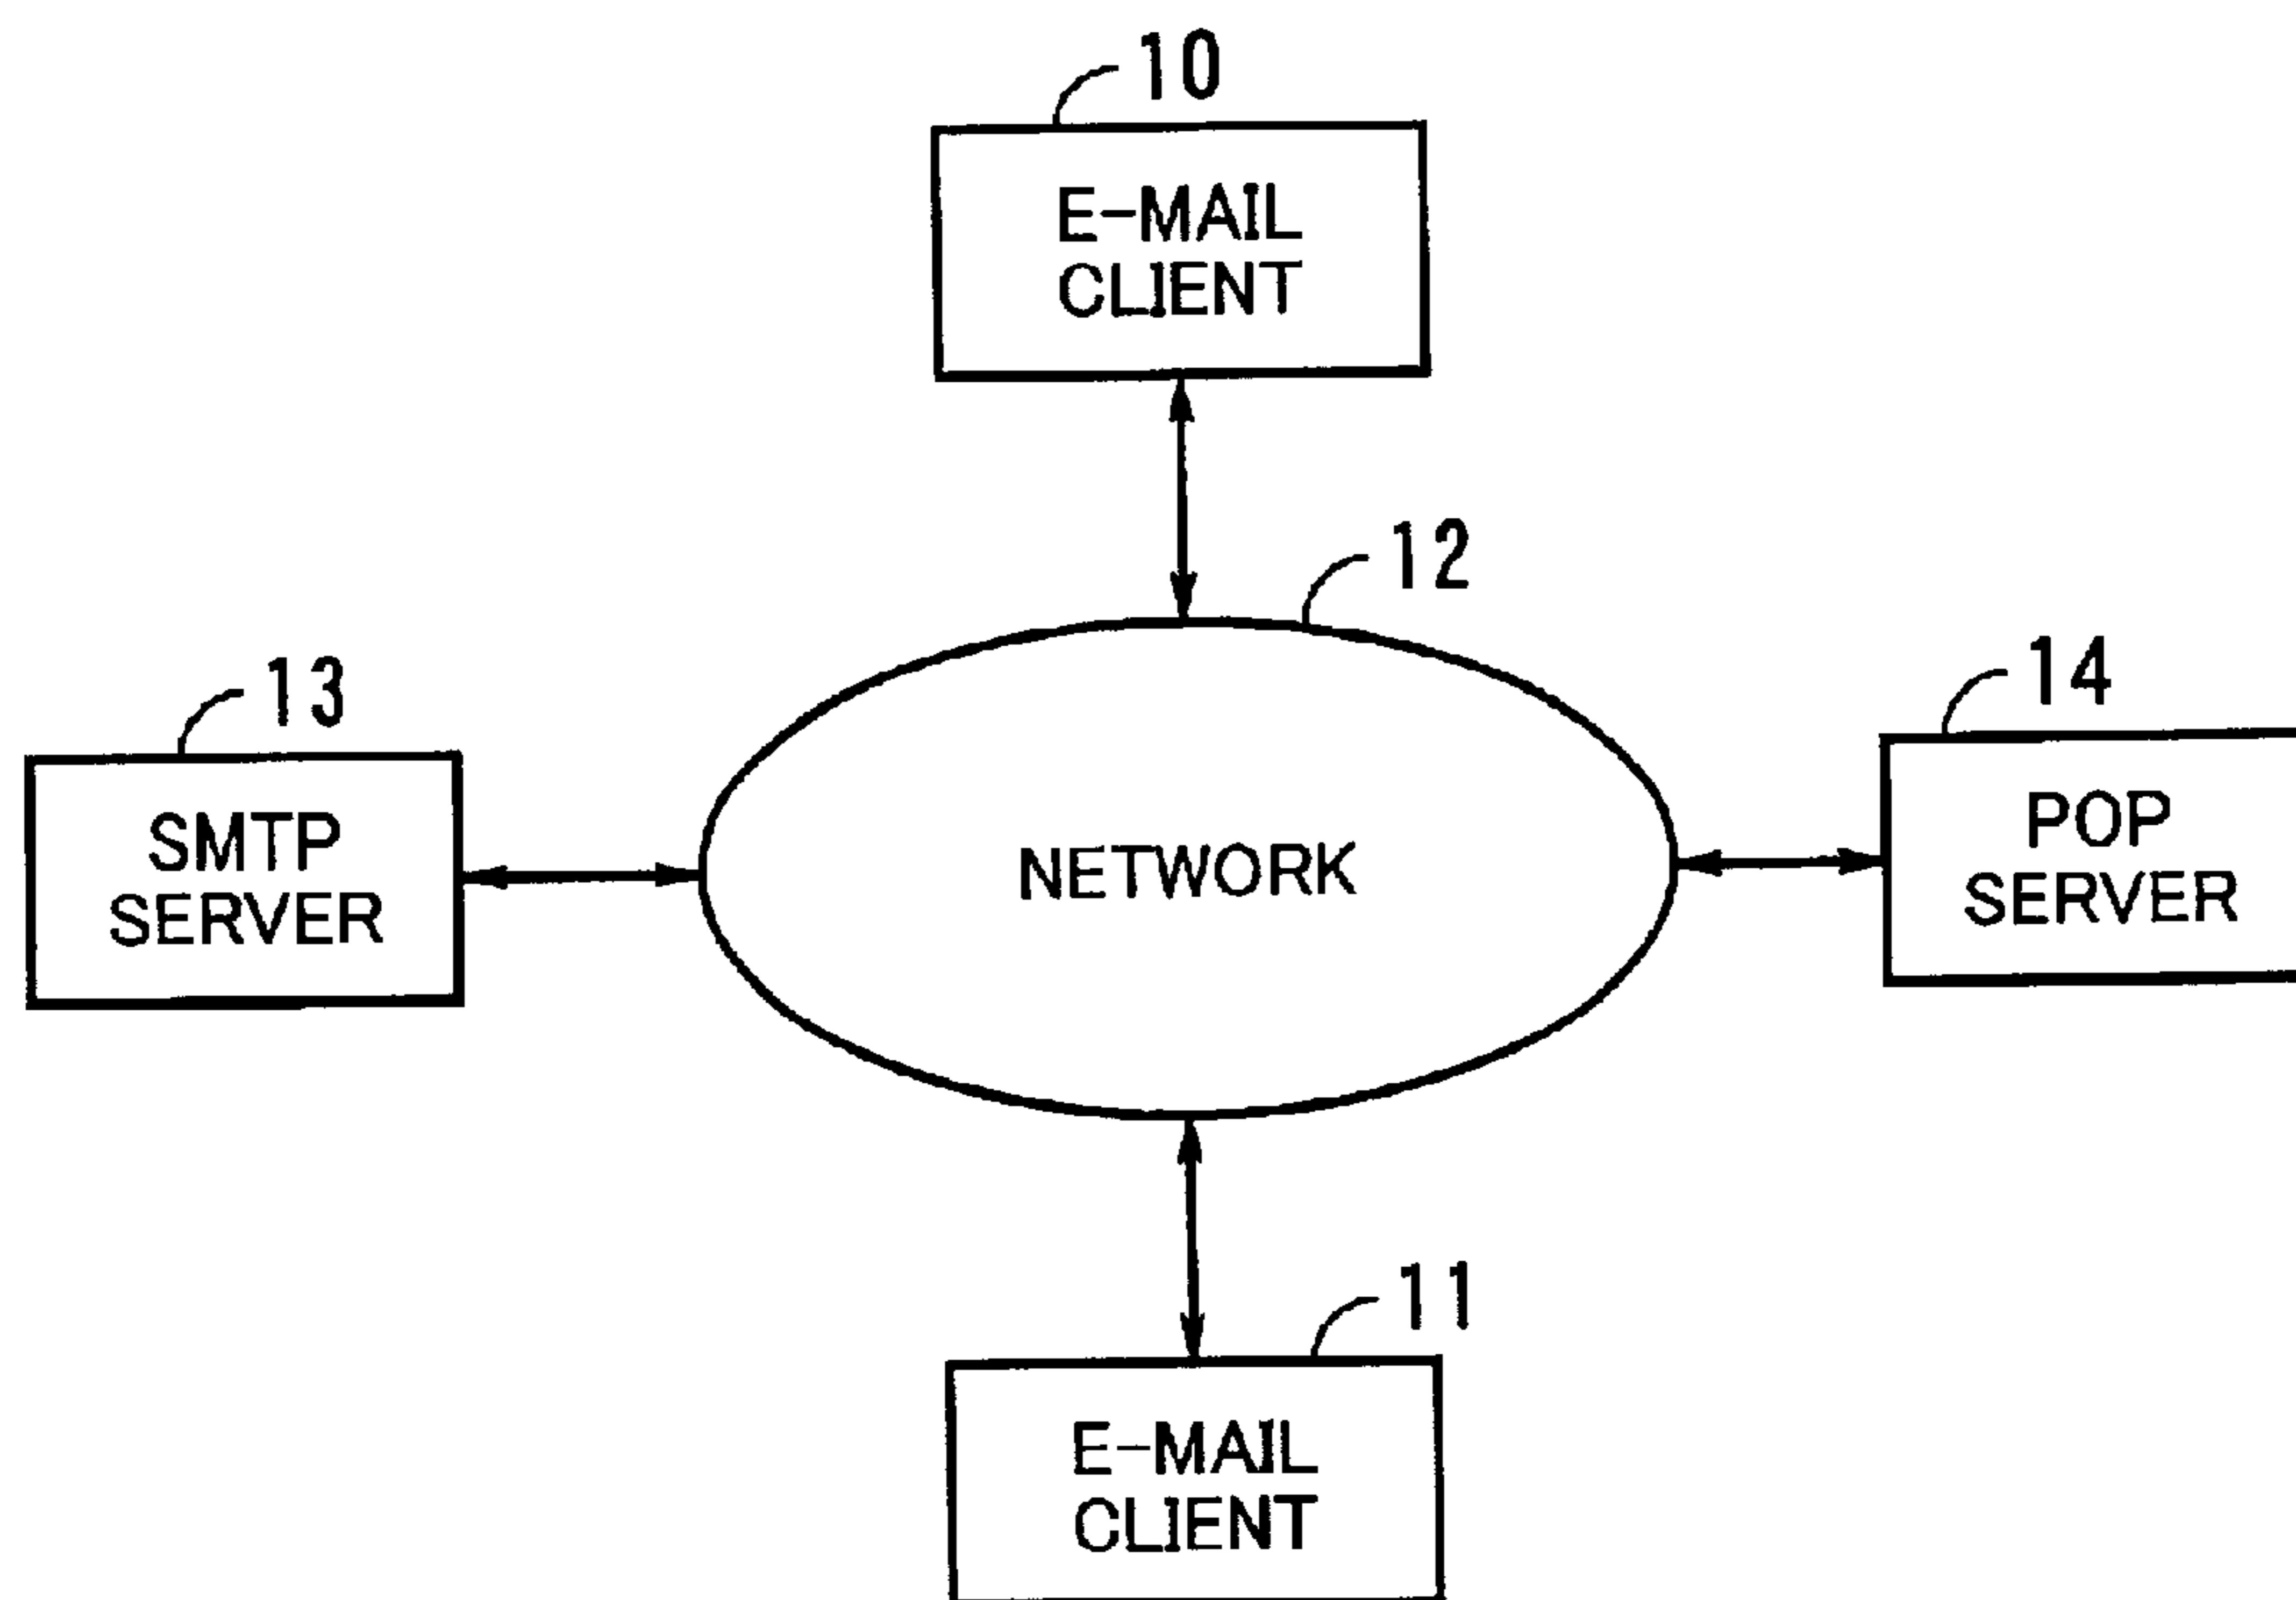 10
E-MAIL
CLIENT
12
13
14
SMTP
SERVER
NETWORK
POP
SERVER
11
E-MAIL
CLIENT